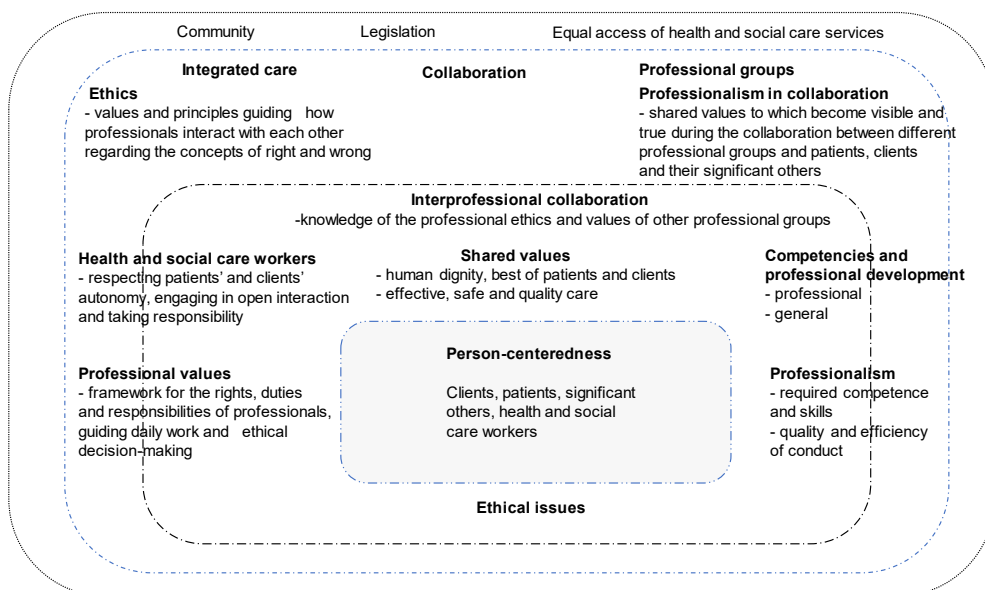 Community
Legislation
Equal access of health and social care services
Integrated care
Collaboration
Professional groups
Ethics
- values and principles guiding how
professionals interact with each other
regarding the concepts of right and wrong
Professionalism in collaboration
- shared values to which become visible and
true during the collaboration between different
professional groups and patients, clients
and their significant others
Interprofessional collaboration
-knowledge of the professional ethics and values of other professional groups
Health and social care workers
- respecting patients' and clients'
autonomy, engaging in open interaction
and taking responsibility
Shared values
- human dignity, best of patients and clients
- effective, safe and quality care
Competencies and
professional development
- professional
- general
Person-centeredness
Clients, patients, significant
others, health and social
care workers
Professional values
- framework for the rights, duties
and responsibilities of professionals,
guiding daily work and ethical
decision-making
Professionalism
- required competence
and skills
- quality and efficiency
of conduct
Ethical issues